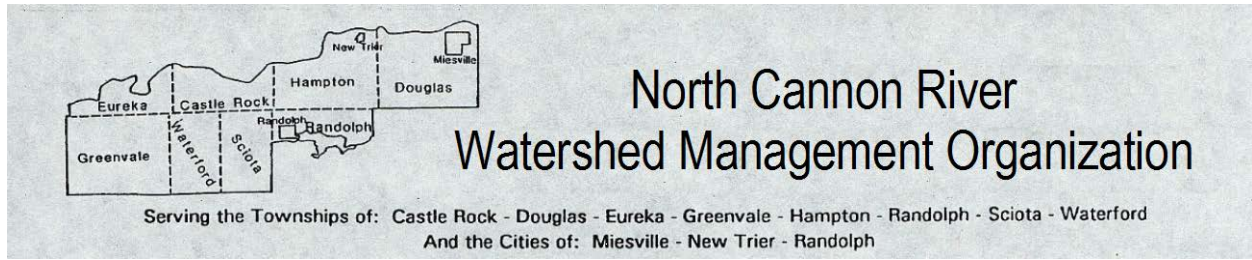 New Trier
Miesville
Hampton
Douglas
Eureka
Castle Rock
Randolph
Randolph
Greenvale
Waterford
Sciota
North Cannon River
Watershed Management Organization
Serving the Townships of: Castle Rock - Douglas - Eureka - Greenvale - Hampton - Randolph - Sciota - Waterford
And the Cities of: Miesville - New Trier - Randolph